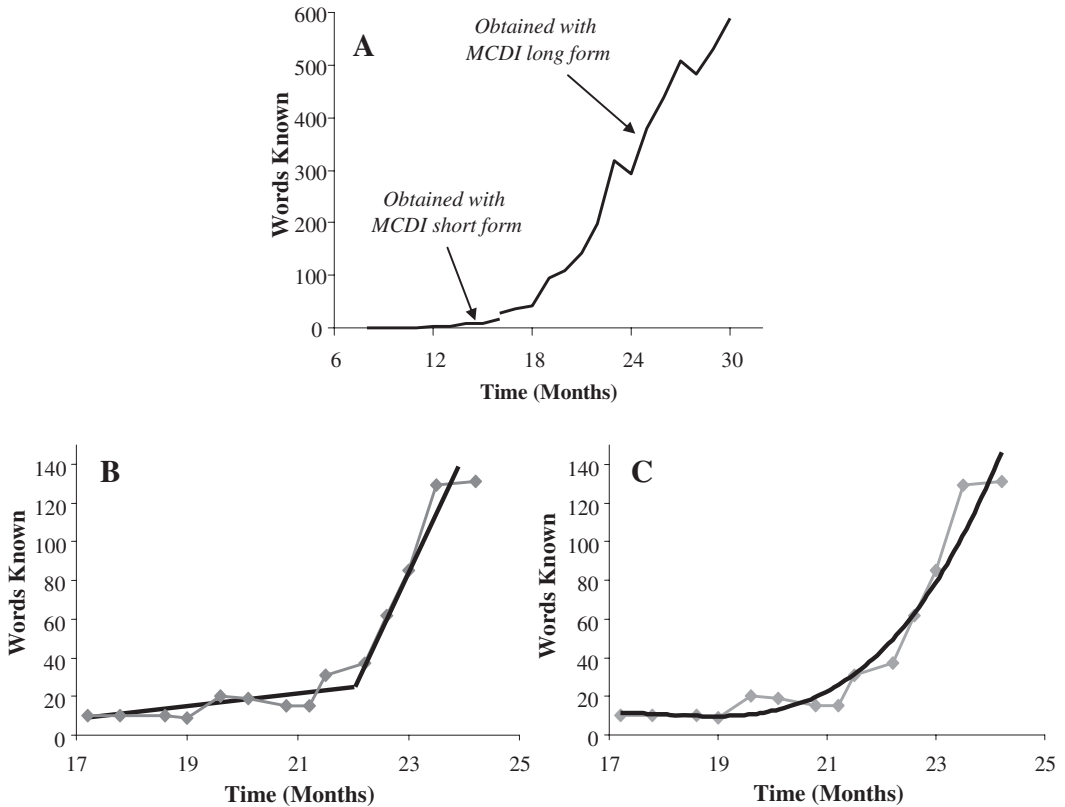 A
Obtained with
MCDI long form
Obtained with
MCDI short form
Words Known
600
500
400
300
200
100
0
6 12 18 24 30
Time (Months)
B
Words Known
140
120
100
80
60
40
20
0
17 19 21 23 25
Time (Months)
C
Words Known
140
120
100
80
60
40
20
0
17 19 21 23 25
Time (Months)